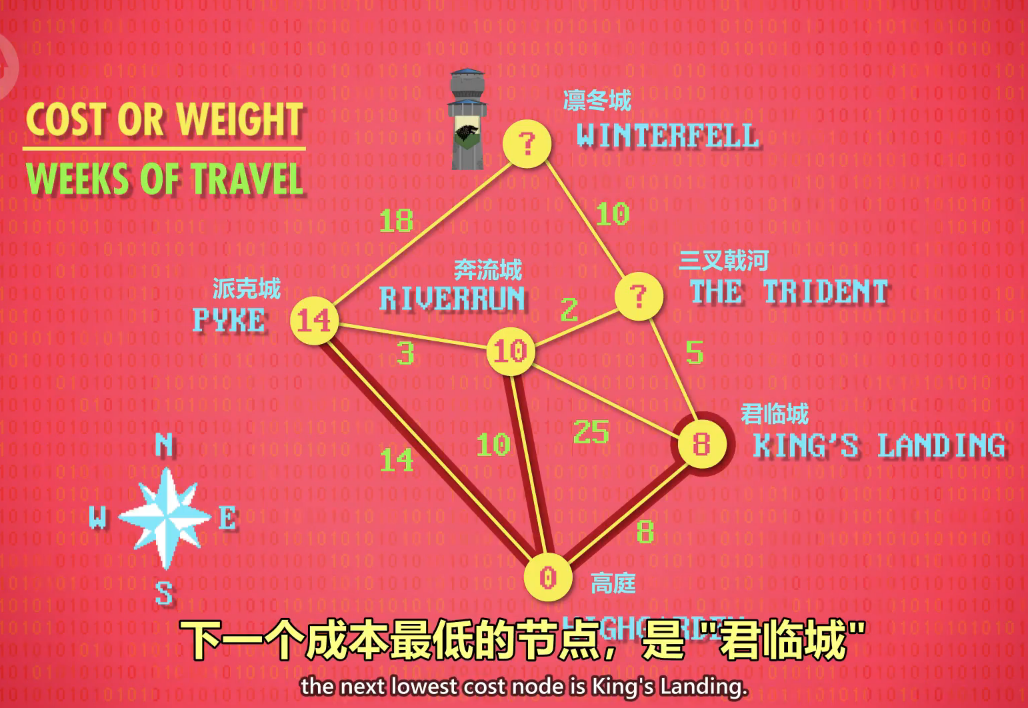 COST OR WEIGHT
WEEKS OF TRAVEL
凛冬城
WINTERFELL
?
18
10
三叉戟河
THE TRIDENT
?
奔流城
RIVERRUN
派克城
PYKE
14
2
3
10
5
君临城
KING'S LANDING
8
25
10
14
N
W
E
S
8
0
高庭
下一个成本最低的节点，是 "君临城"
the next lowest cost node is King's Landing.